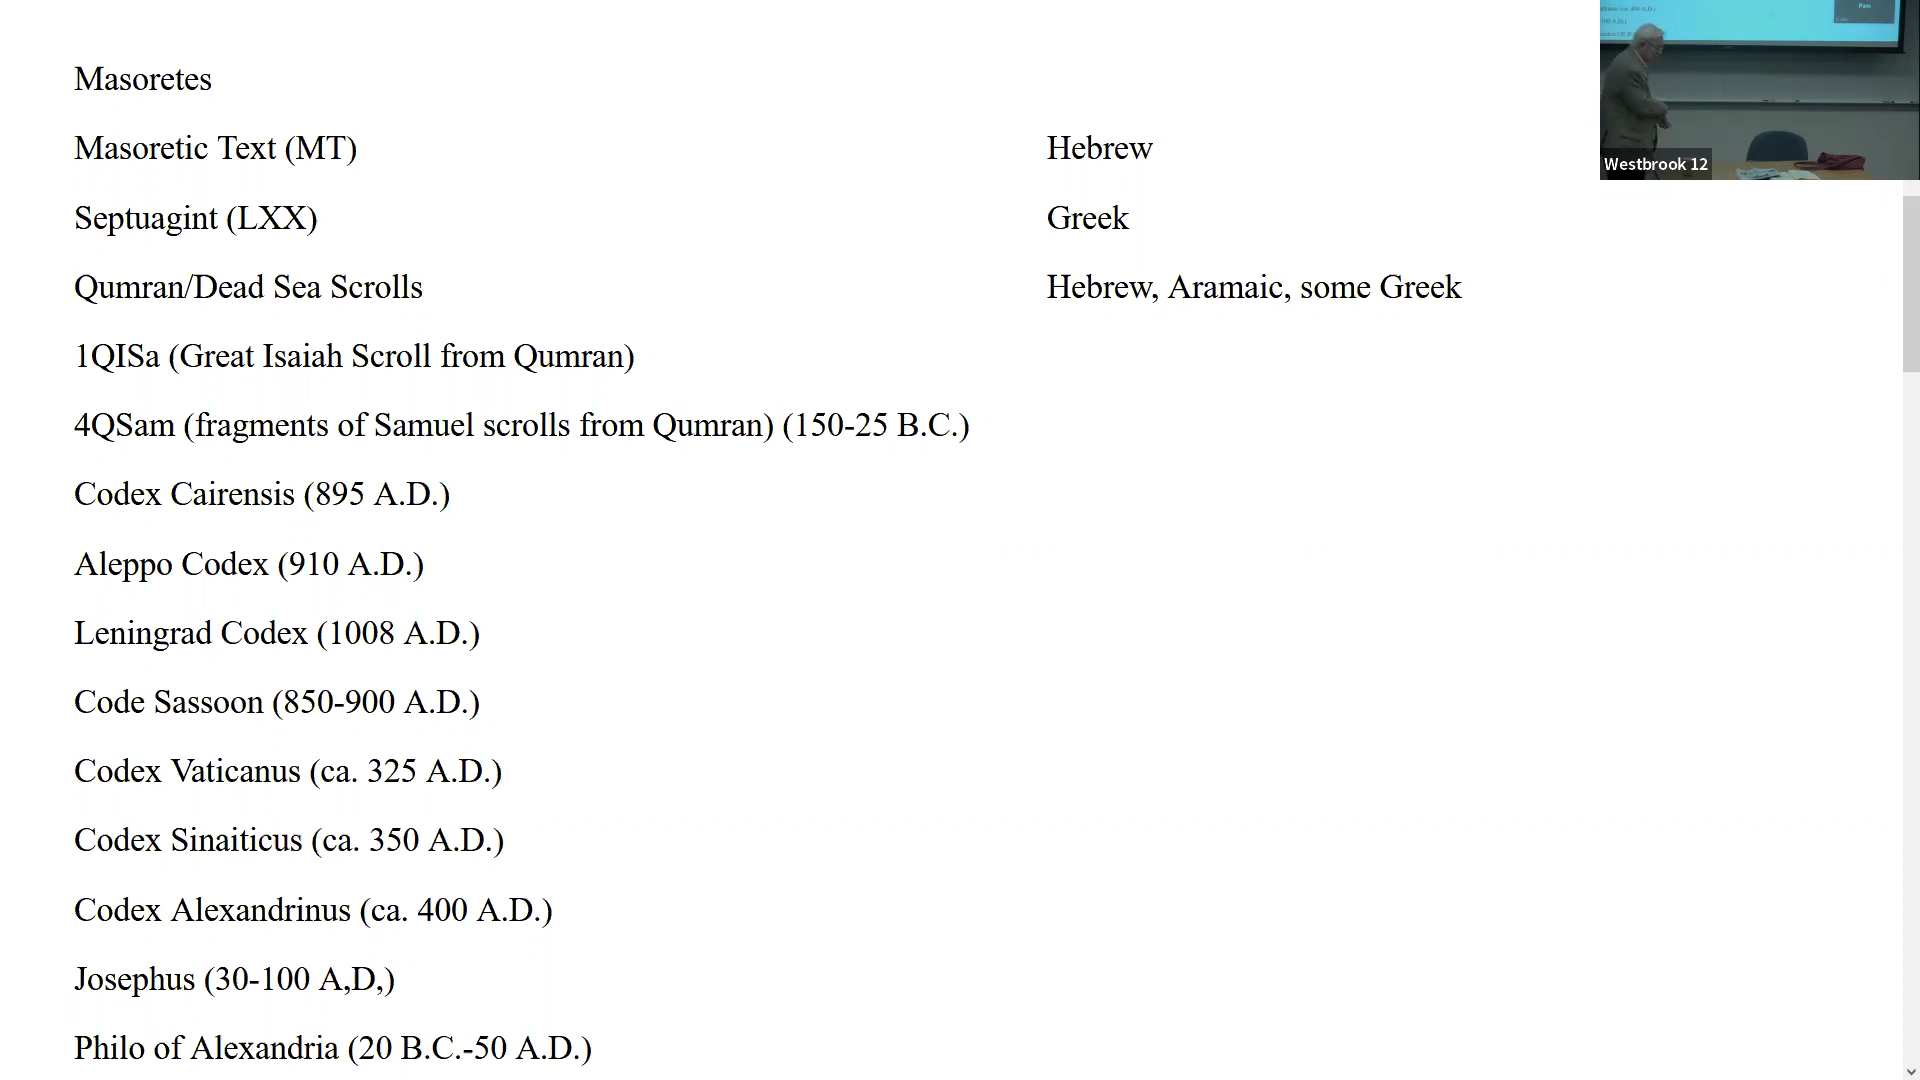 Masoretes
Masoretic Text (MT) Hebrew
Septuagint (LXX) Greek
Qumran/Dead Sea Scrolls Hebrew, Aramaic, some Greek
1QISa (Great Isaiah Scroll from Qumran)
4QSam (fragments of Samuel scrolls from Qumran) (150-25 B.C.)
Codex Cairensis (895 A.D.)
Aleppo Codex (910 A.D.)
Leningrad Codex (1008 A.D.)
Code Sassoon (850-900 A.D.)
Codex Vaticanus (ca. 325 A.D.)
Codex Sinaiticus (ca. 350 A.D.)
Codex Alexandrinus (ca. 400 A.D.)
Josephus (30-100 A,D,)
Philo of Alexandria (20 B.C.-50 A.D.)
Pam
Westbrook 12